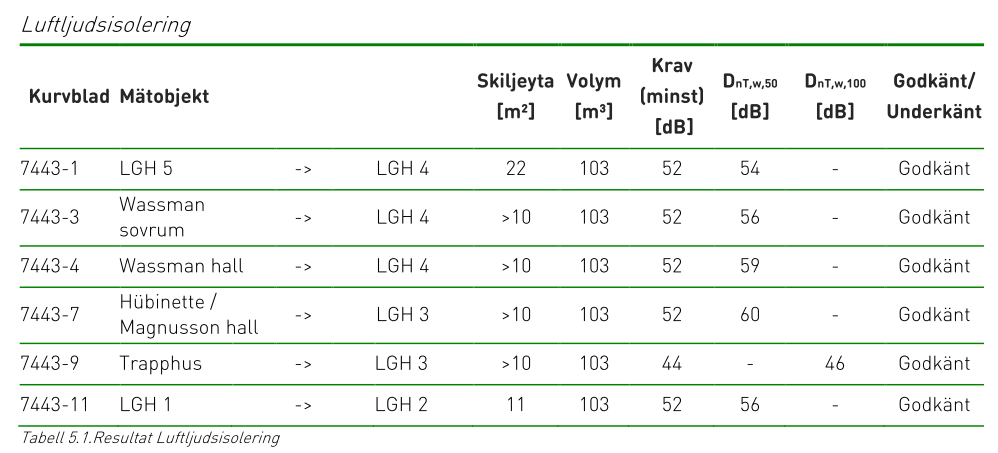 Luftljudsisolering
Kurvblad Mätobjekt Skiljeyta [m²] Volym [m³] Krav (minst) [dB] DnT,w,50 [dB] DnT,w,100 [dB] Godkänt/ Underkänt
7443-1 LGH 5 -> LGH 4 22 103 52 54 - Godkänt
7443-3 Wassman sovrum -> LGH 4 >10 103 52 56 - Godkänt
7443-4 Wassman hall -> LGH 4 >10 103 52 59 - Godkänt
7443-7 Hübinette / Magnusson hall -> LGH 3 >10 103 52 60 - Godkänt
7443-9 Trapphus -> LGH 3 >10 103 44 - 46 Godkänt
7443-11 LGH 1 -> LGH 2 11 103 52 56 - Godkänt
Tabell 5.1.Resultat Luftljudsisolering